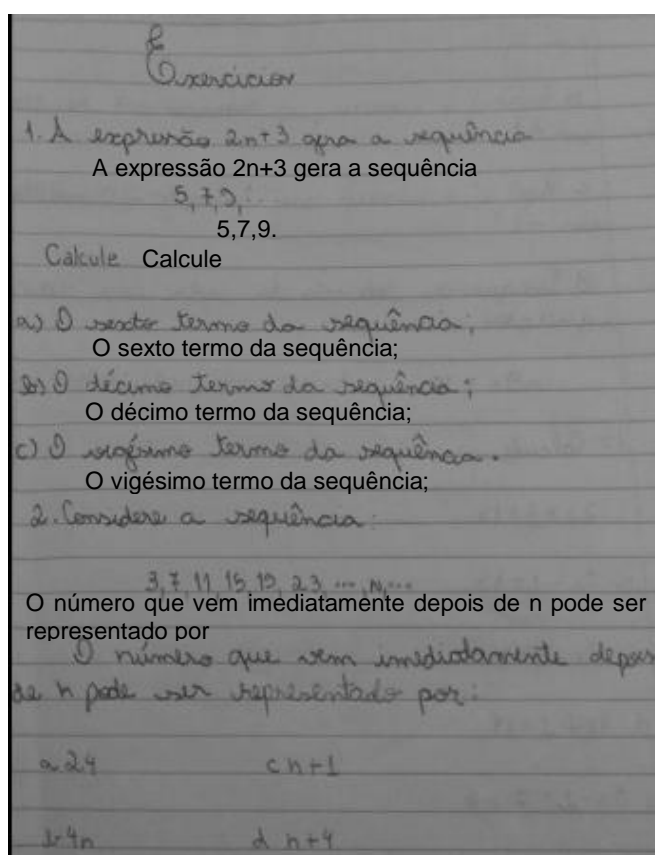 Exercícios
1. A expressão 2n+3 gera a sequência
A expressão 2n+3 gera a sequência
5, 7, 9,
5,7,9.
Calcule Calcule
a) O sexto termo da sequência;
O sexto termo da sequência;
b) O décimo termo da sequência;
O décimo termo da sequência;
c) O vigésimo termo da sequência.
O vigésimo termo da sequência;
2. Considere a sequência:
3, 7, 11, 15, 19, 23, ..., n, ...
O número que vem imediatamente depois de n pode ser
representado por
O número que vem imediatamente depois
de n pode ser representado por:
a 24 c n+1
b 4n d n+4